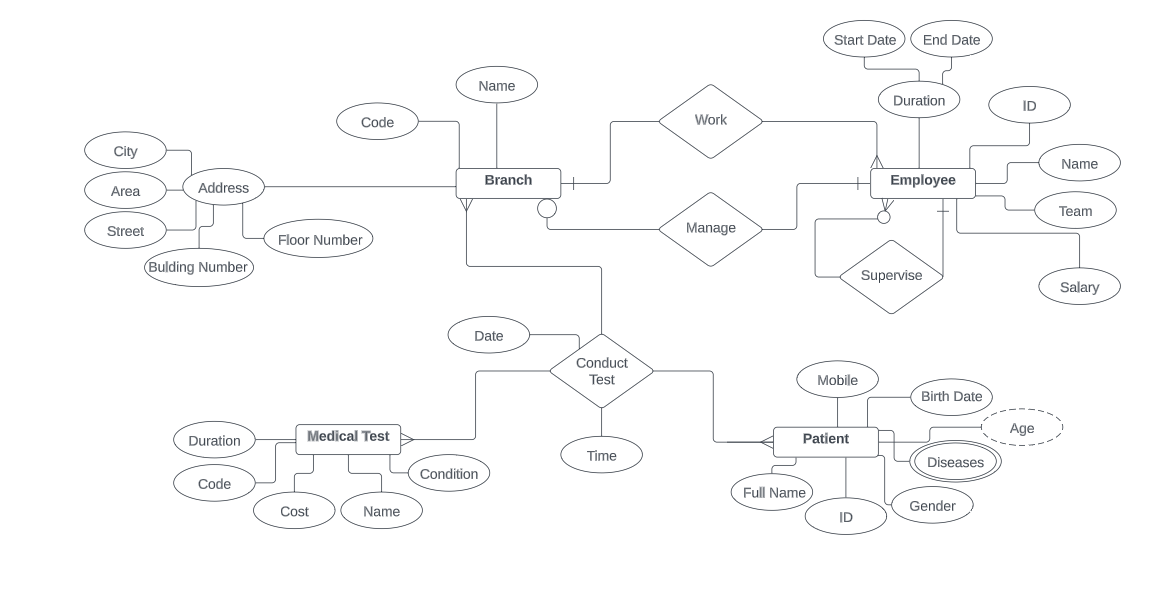 Start Date
End Date
Name
Work
Duration
ID
Code
City
Branch
Employee
Name
Area
Address
Team
Street
Floor Number
Manage
Bulding Number
Supervise
Salary
Date
Conduct
Test
Mobile
Birth Date
Duration
Medical Test
Patient
Age
Code
Condition
Time
Diseases
Cost
Name
Full Name
ID
Gender